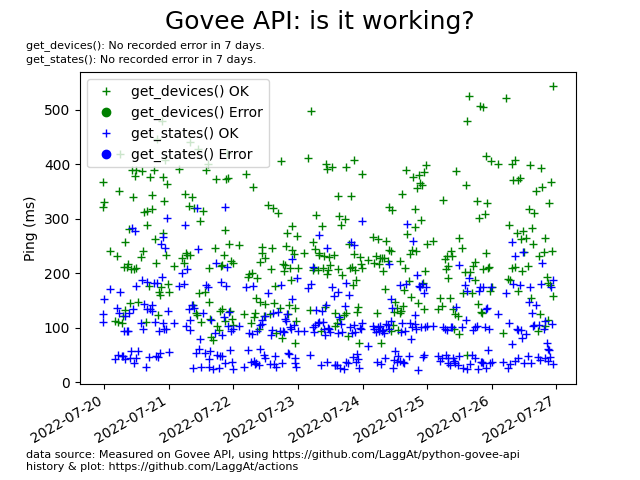 Govee API: is it working?
get_devices(): No recorded error in 7 days.
get_states(): No recorded error in 7 days.
get_devices() OK
get_devices() Error
get_states() OK
get_states() Error
Ping (ms)
500
400
300
200
100
0
2022-07-20
2022-07-21
2022-07-22
2022-07-23
2022-07-24
2022-07-25
2022-07-26
2022-07-27
data source: Measured on Govee API, using https://github.com/LaggAt/python-govee-api
history & plot: https://github.com/LaggAt/actions